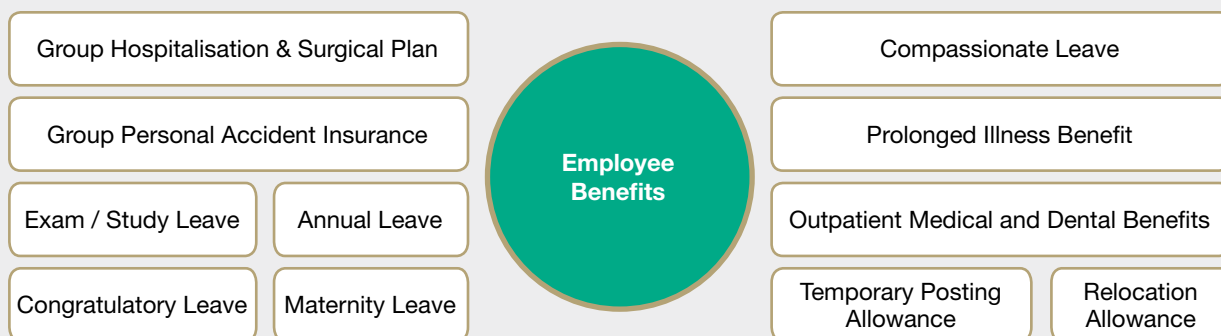 Group Hospitalisation & Surgical Plan
Group Personal Accident Insurance
Exam / Study Leave
Annual Leave
Congratulatory Leave
Maternity Leave
Employee
Benefits
Compassionate Leave
Prolonged Illness Benefit
Outpatient Medical and Dental Benefits
Temporary Posting
Allowance
Relocation
Allowance